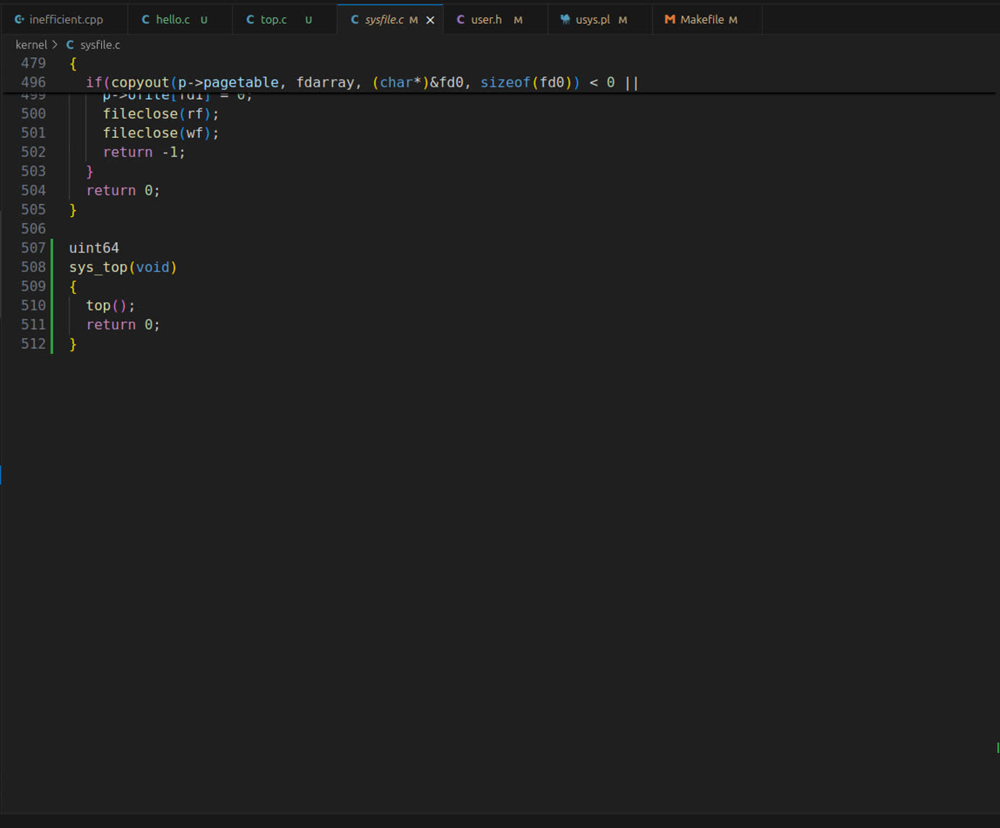 inefficient.cpp hello.c U top.c U sysfile.c M user.h M usys.pl M Makefile M
kernel > C sysfile.c
479 {
496 if(copyout(p->pagetable, fdarray, (char*)&fd0, sizeof(fd0)) < 0 ||
499 p->ofile[fd1] = 0;
500 fileclose(rf);
501 fileclose(wf);
502 return -1;
503 }
504 return 0;
505 }
506
507 uint64
508 sys_top(void)
509 {
510 top();
511 return 0;
512 }